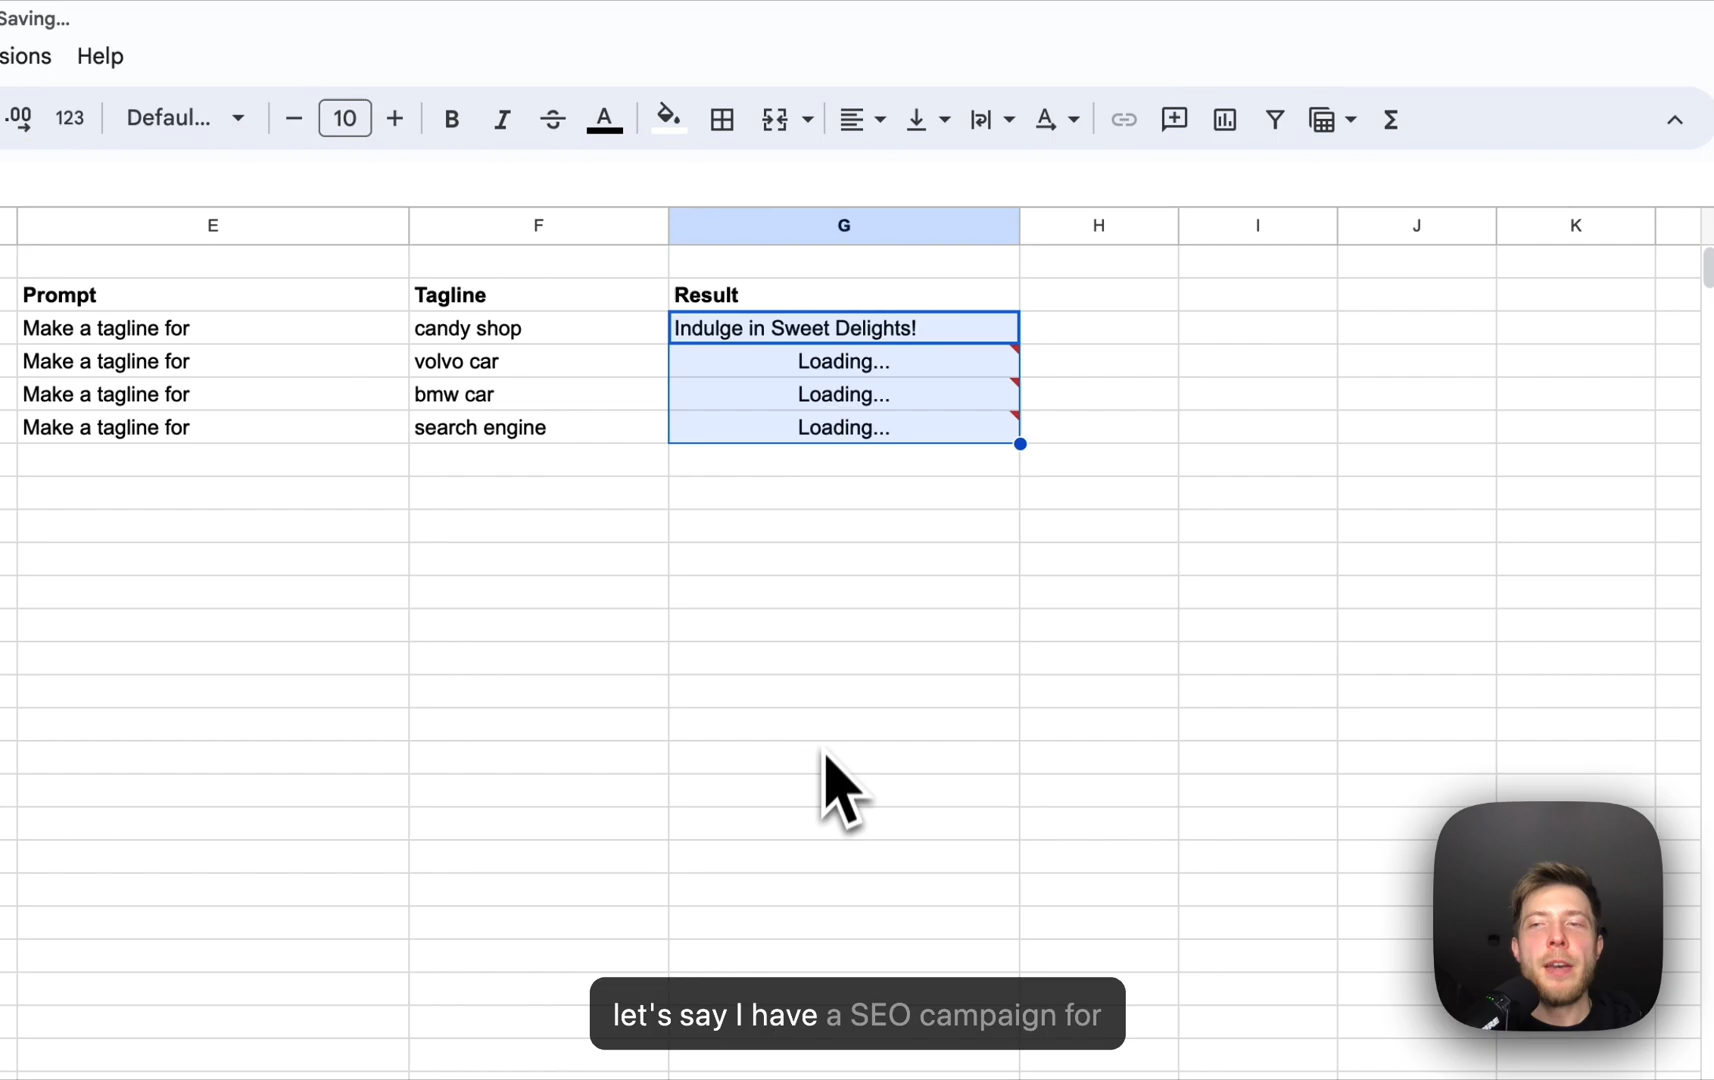 Saving...
sions Help
.00 123 Defaul... 10 B I S A A Σ
E F G H I J K
Prompt Tagline Result
Make a tagline for candy shop Indulge in Sweet Delights!
Make a tagline for volvo car Loading...
Make a tagline for bmw car Loading...
Make a tagline for search engine Loading...
let's say I have a SEO campaign for